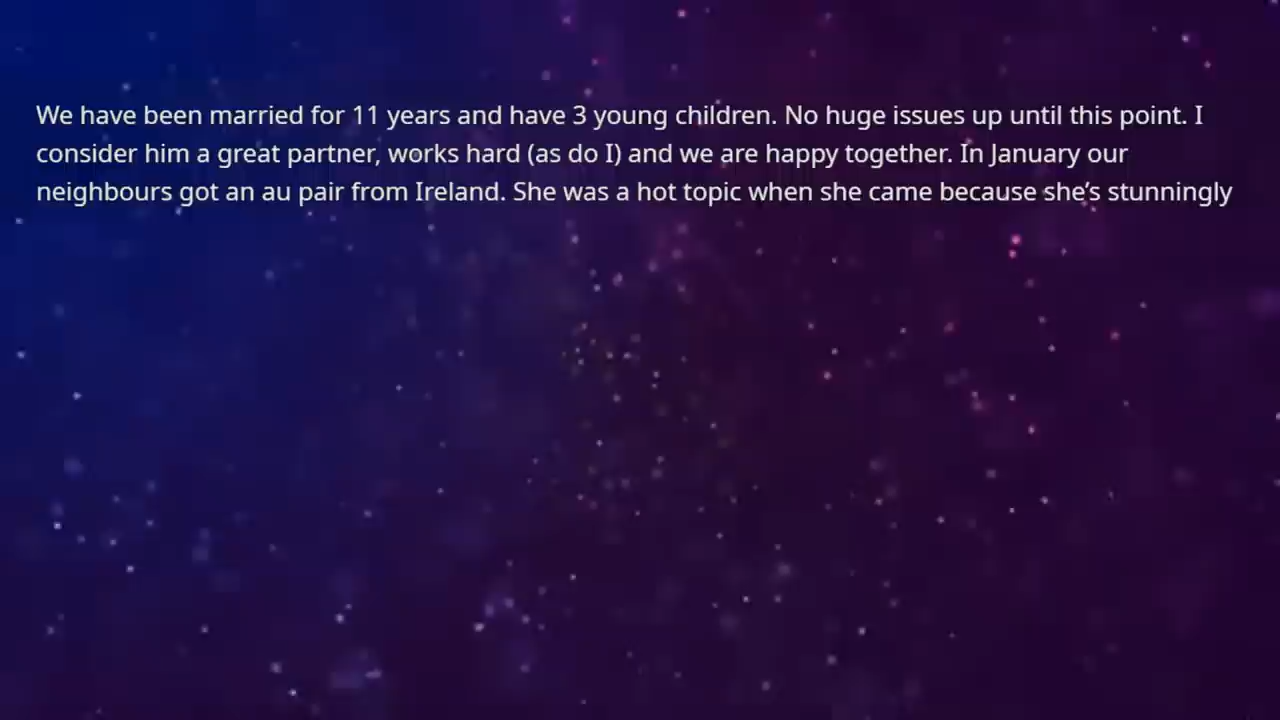 We have been married for 11 years and have 3 young children. No huge issues up until this point. I
consider him a great partner, works hard (as do I) and we are happy together. In January our
neighbours got an au pair from Ireland. She was a hot topic when she came because she’s stunningly